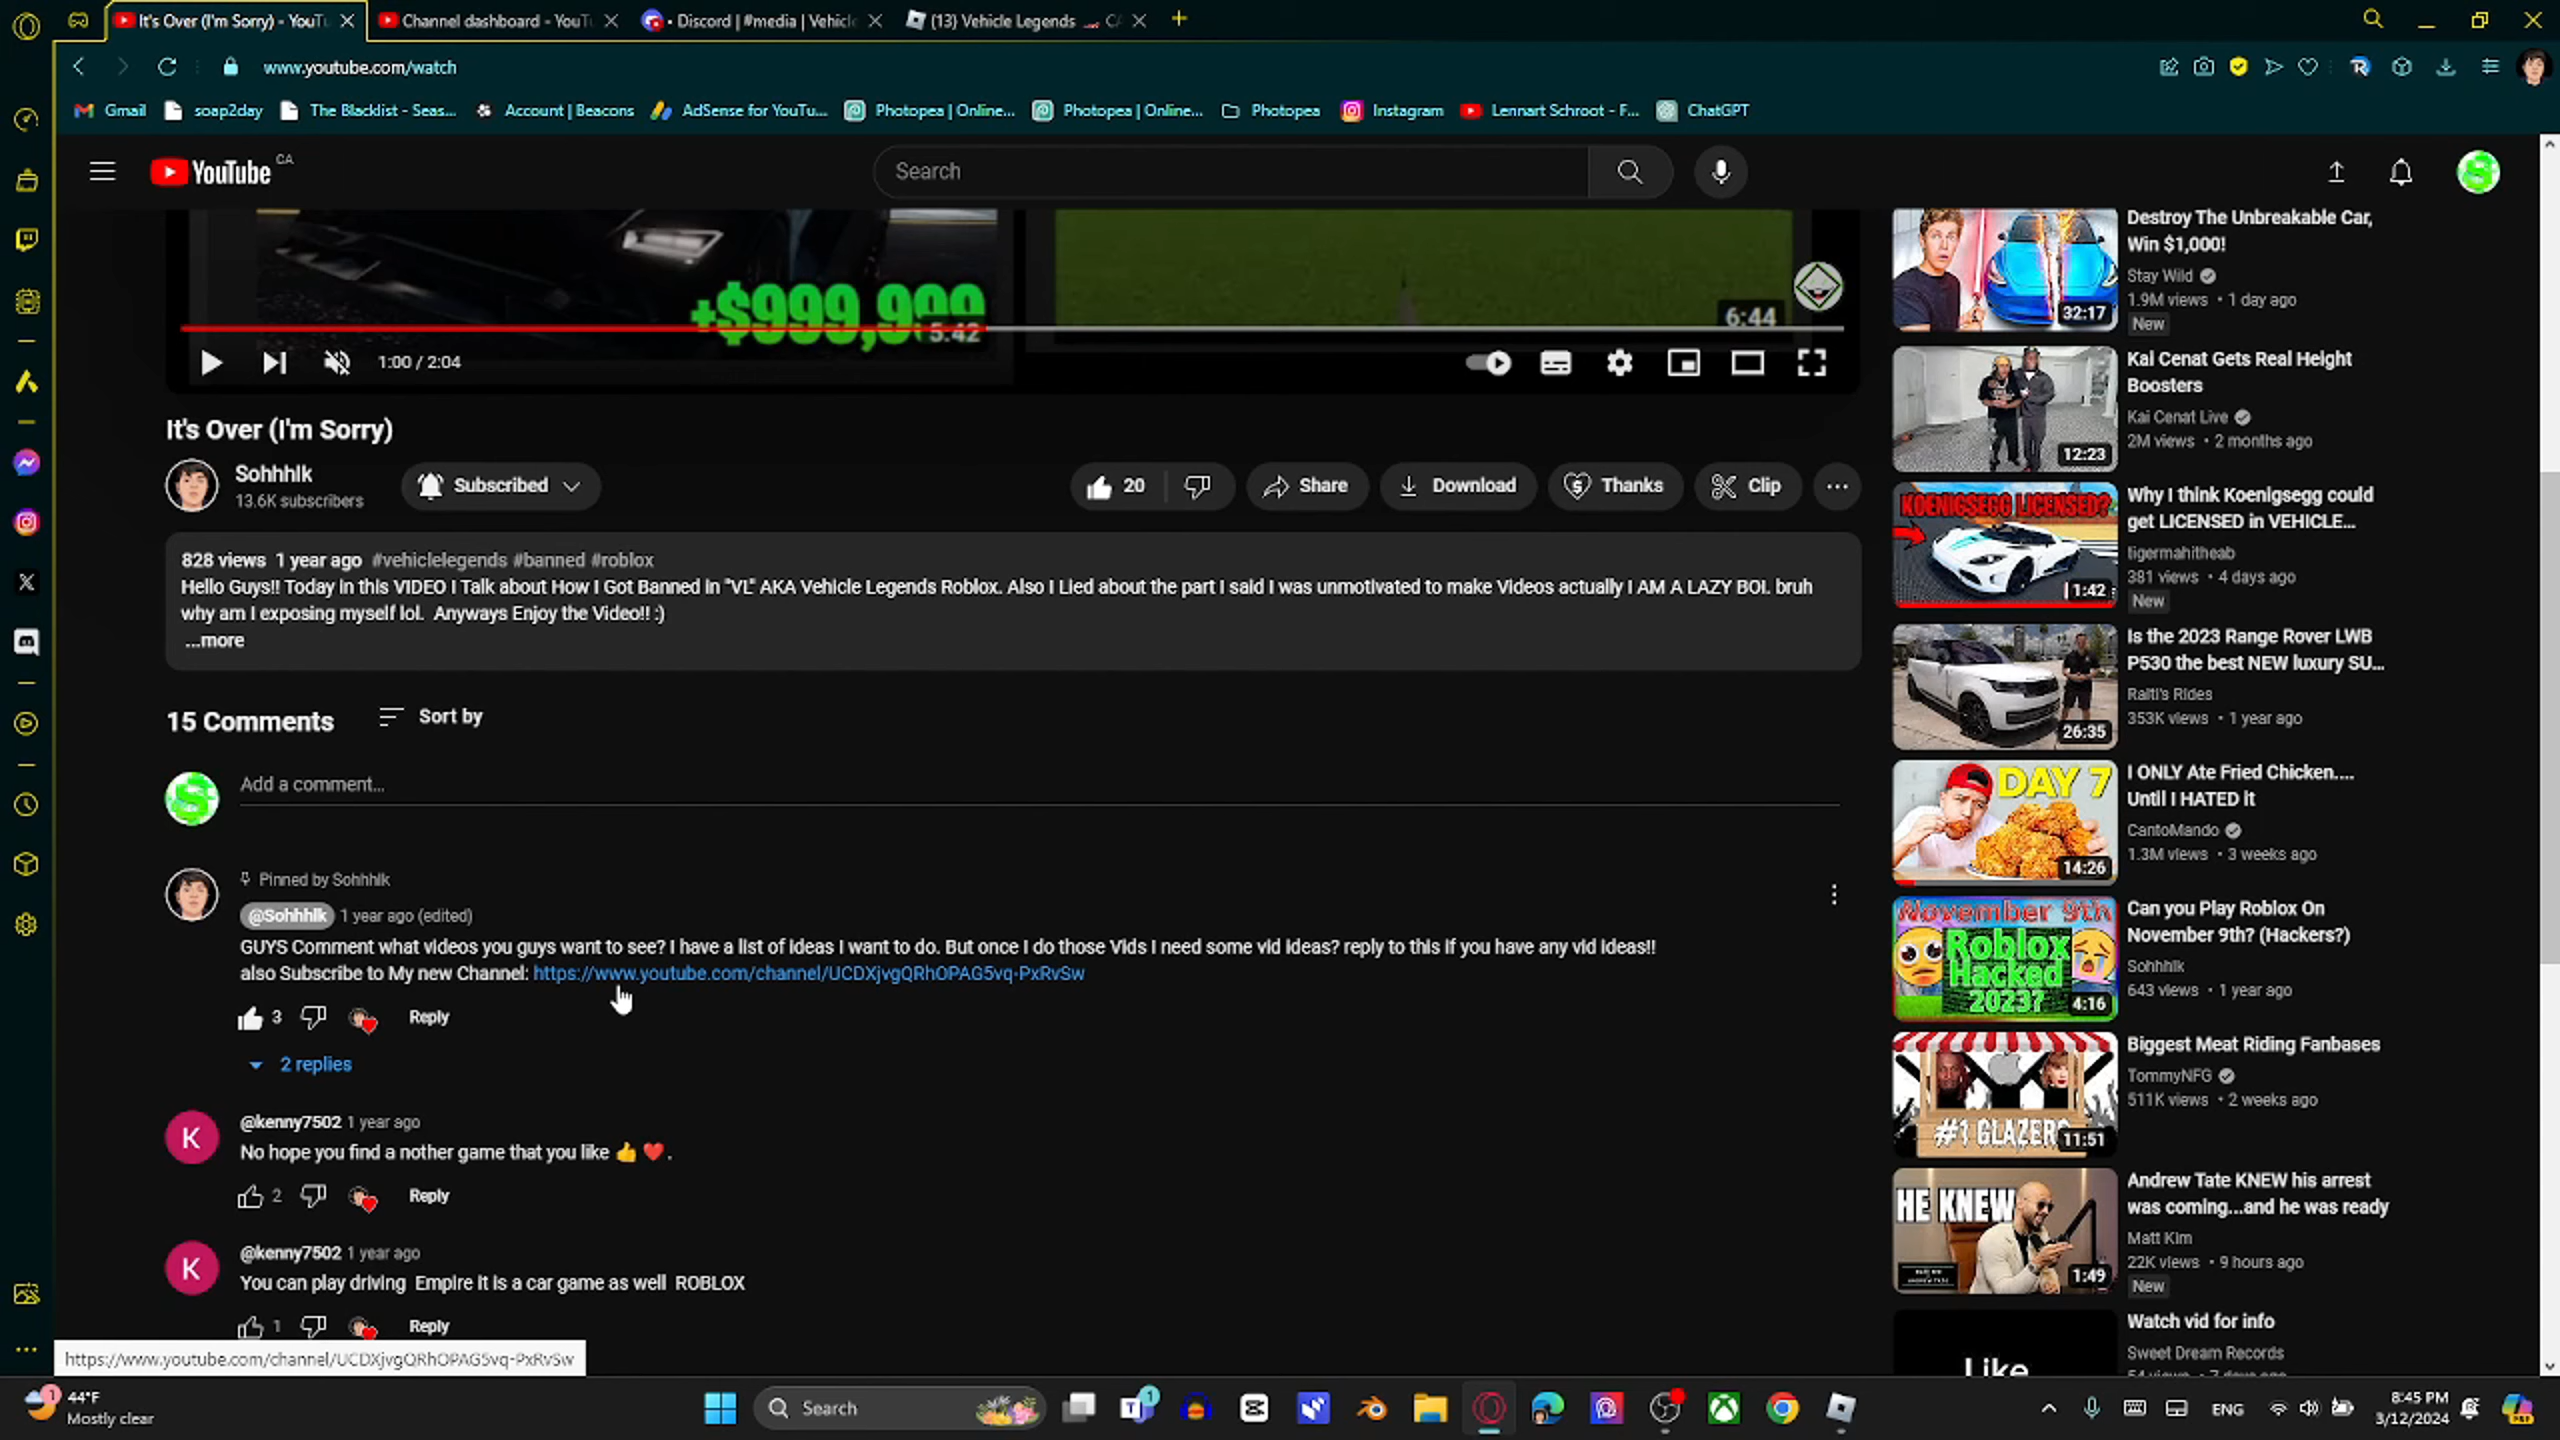 It's Over (I'm Sorry) - YouTu
Channel dashboard - YouTu
Discord | #media | Vehicle
(13) Vehicle Legends
www.youtube.com/watch
Gmail
soap2day
The Blacklist - Seas...
Account | Beacons
AdSense for YouTu...
Photopea | Online...
Photopea | Online...
Photopea
Instagram
Lennart Schroot - F...
ChatGPT
YouTube CA
Search
+$999,999
5:42
6:44
1:00 / 2:04
It's Over (I'm Sorry)
Sohhhlk
13.6K subscribers
Subscribed
20
Share
Download
Thanks
Clip
828 views 1 year ago #vehiclelegends #banned #roblox
Hello Guys!! Today in this VIDEO I Talk about How I Got Banned in "VL" AKA Vehicle Legends Roblox. Also I Lied about the part I said I was unmotivated to make Videos actually I AM A LAZY BOI. bruh
why am I exposing myself lol. Anyways Enjoy the Video!! :)
...more
15 Comments
Sort by
Add a comment...
Pinned by Sohhhlk
@Sohhhlk 1 year ago (edited)
GUYS Comment what videos you guys want to see? I have a list of ideas I want to do. But once I do those Vids I need some vid ideas? reply to this if you have any vid ideas!!
also Subscribe to My new Channel: https://www.youtube.com/channel/UCDXjvgQRhOPAG5vq-PxRvSw
3
Reply
2 replies
K
@kenny7502 1 year ago
No hope you find a nother game that you like 👍 ❤️ .
2
Reply
K
@kenny7502 1 year ago
You can play driving Empire it is a car game as well ROBLOX
1
Reply
https://www.youtube.com/channel/UCDXjvgQRhOPAG5vq-PxRvSw
Destroy The Unbreakable Car,
Win $1,000!
Stay Wild
1.9M views • 1 day ago
New
32:17
Kai Cenat Gets Real Height
Boosters
Kai Cenat Live
2M views • 2 months ago
12:23
KOENIGSEGG LICENSED?
1:42
Why I think Koenigsegg could
get LICENSED in VEHICLE...
tigermahitheab
381 views • 4 days ago
New
Is the 2023 Range Rover LWB
P530 the best NEW luxury SU...
Raiti's Rides
353K views • 1 year ago
26:35
DAY 7
14:26
I ONLY Ate Fried Chicken....
Until I HATED it
CantoMando
1.3M views • 3 weeks ago
November 9th
Roblox
Hacked
2023?
4:16
Can you Play Roblox On
November 9th? (Hackers?)
Sohhhlk
643 views • 1 year ago
#1 GLAZERS
11:51
Biggest Meat Riding Fanbases
TommyNFG
511K views • 2 weeks ago
HE KNEW
1:49
Andrew Tate KNEW his arrest
was coming...and he was ready
Matt Kim
22K views • 9 hours ago
New
Like
Watch vid for info
Sweet Dream Records
1
44°F
Mostly clear
Search
1
ENG
8:45 PM
3/12/2024